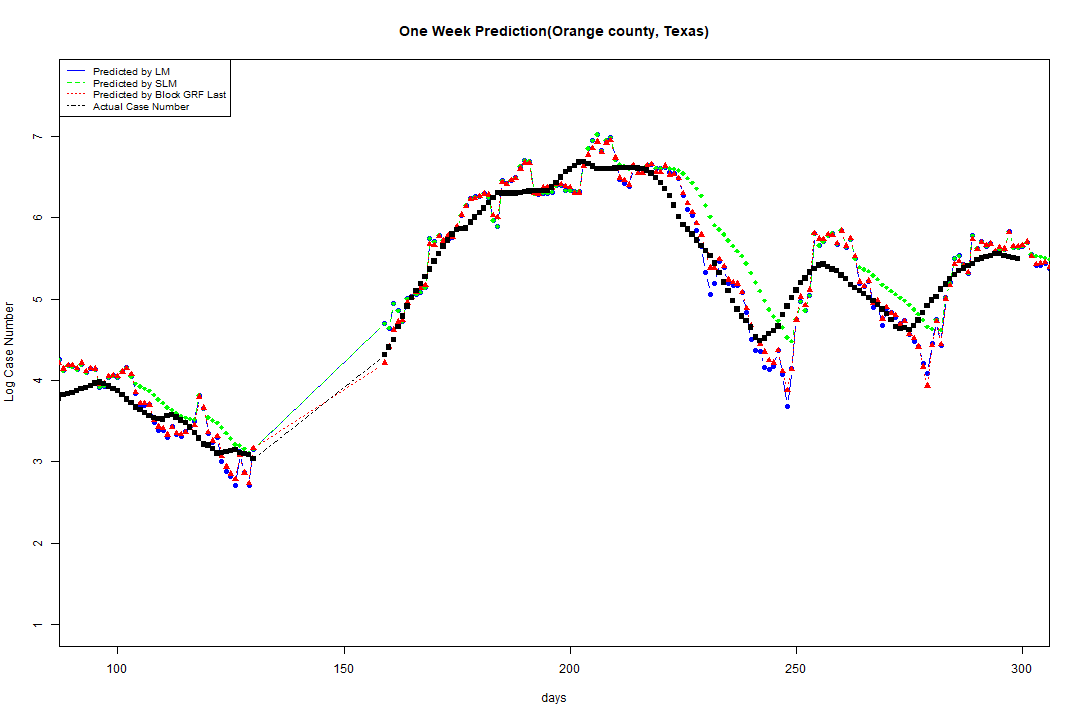 One Week Prediction(Orange county, Texas)
Predicted by LM
Predicted by SLM
Predicted by Block GRF Last
Actual Case Number
7
6
5
4
3
2
1
Log Case Number
100 150 200 250 300
days